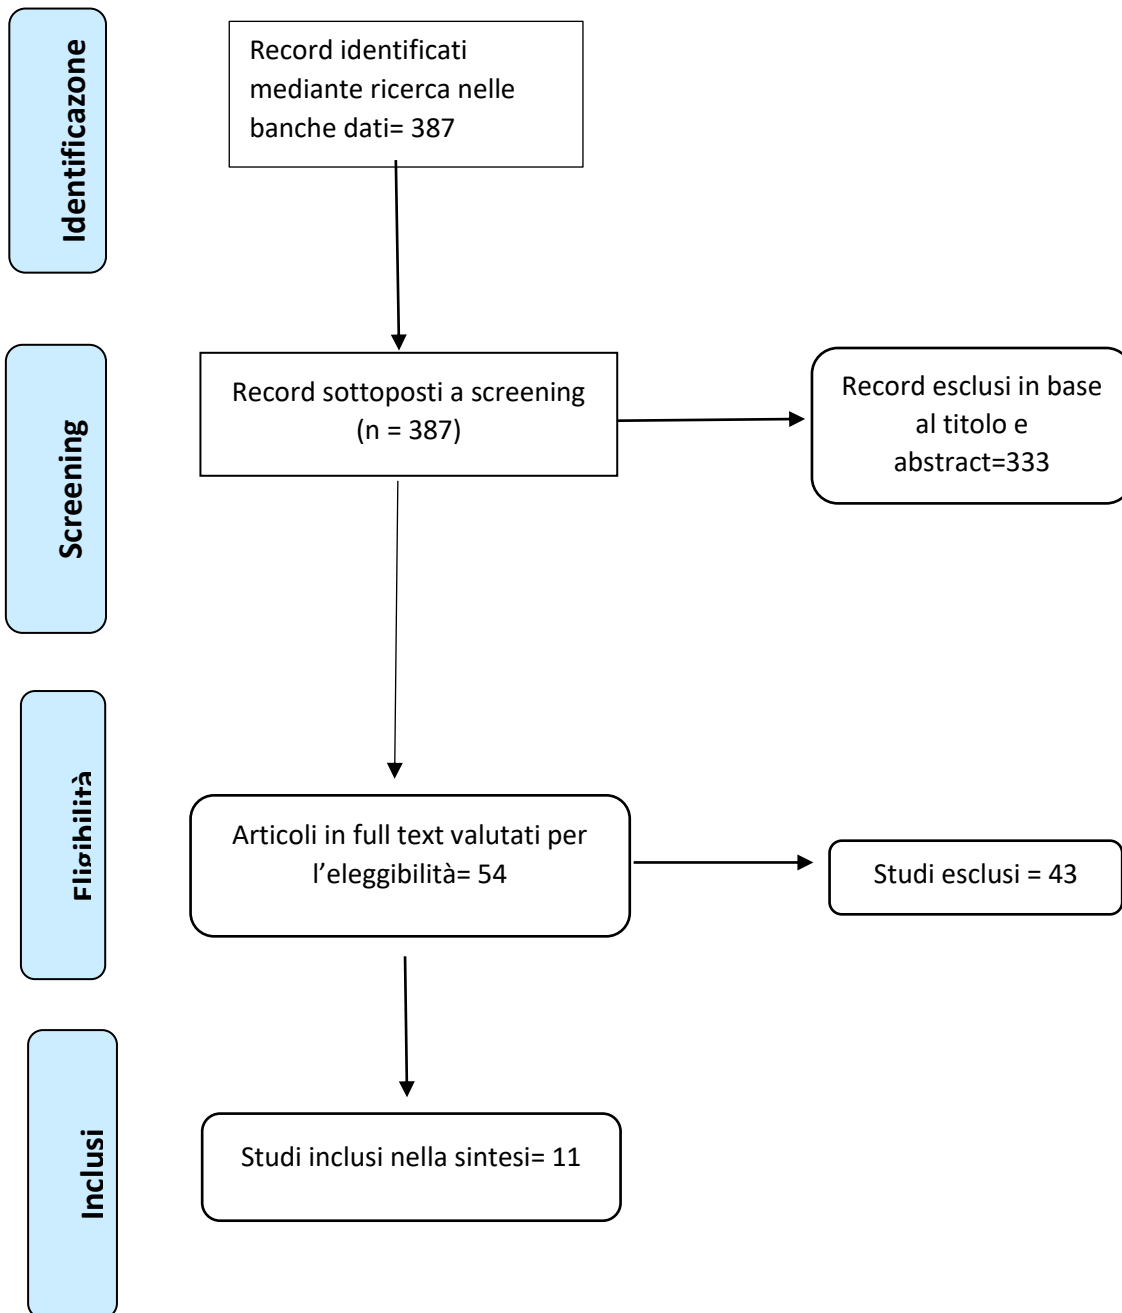 Identificazone
Record identificati
mediante ricerca nelle
banche dati= 387
Screening
Record sottoposti a screening
(n = 387)
Record esclusi in base
al titolo e
abstract=333
Eligibilità
Articoli in full text valutati per
l’eleggibilità= 54
Studi esclusi = 43
Inclusi
Studi inclusi nella sintesi= 11